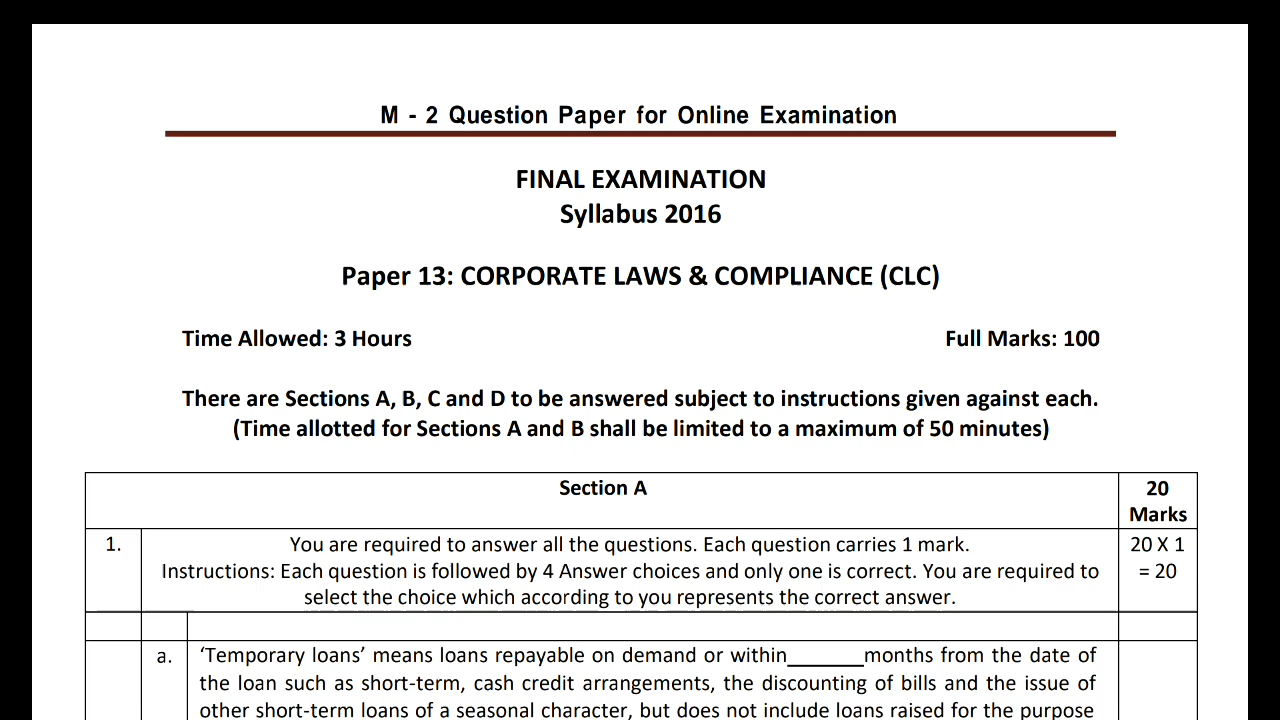 M - 2 Question Paper for Online Examination
FINAL EXAMINATION
Syllabus 2016
Paper 13: CORPORATE LAWS & COMPLIANCE (CLC)
Time Allowed: 3 Hours Full Marks: 100
There are Sections A, B, C and D to be answered subject to instructions given against each.
(Time allotted for Sections A and B shall be limited to a maximum of 50 minutes)
Section A 20
Marks
1. You are required to answer all the questions. Each question carries 1 mark. 20 X 1
Instructions: Each question is followed by 4 Answer choices and only one is correct. You are required to = 20
select the choice which according to you represents the correct answer.
a. ‘Temporary loans’ means loans repayable on demand or within_______months from the date of
the loan such as short-term, cash credit arrangements, the discounting of bills and the issue of
other short-term loans of a seasonal character, but does not include loans raised for the purpose